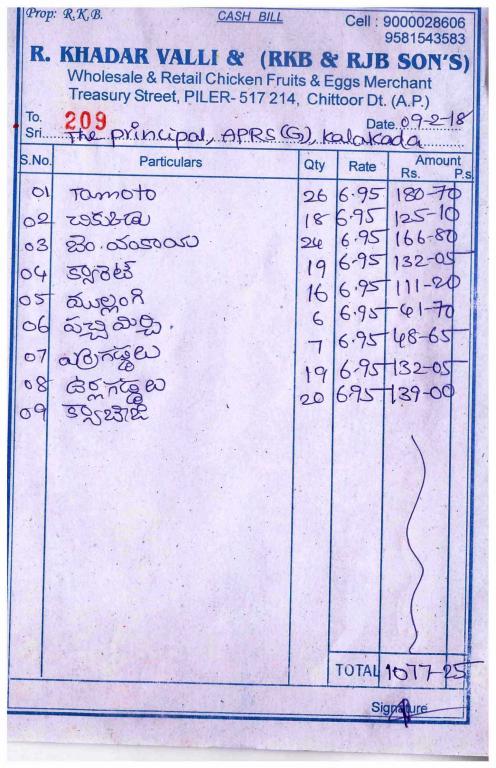 Prop: R.K.B.
CASH BILL
Cell : 9000028606
9581543583
R. KHADAR VALLI & (RKB & RJB SON'S)
Wholesale & Retail Chicken Fruits & Eggs Merchant
Treasury Street, PILER- 517 214, Chittoor Dt. (A.P.)
To. 209 Date 09-2-18
Sri The principal, APRS(G), Kalakada
S.No. Particulars Qty Rate Amount
Rs. P.s.
01 Tamoto 26 6.95 180-70
02 చికుడు 18 6.95 125-10
03 బెం.యంకాయ 24 6.95 166-80
04 క్యారెట్ 19 6.95 132-05
05 ముల్లంగి 16 6.95 111-20
06 పచ్చి మిర్చి. 6 6.95 41-70
07 ఎర్రగడ్డలు 7 6.95 48-65
08 ఉర్లగడ్డలు 19 6.95 132-05
09 క్యాబేజి 20 6.95 139-00
TOTAL 1077-25
Signature